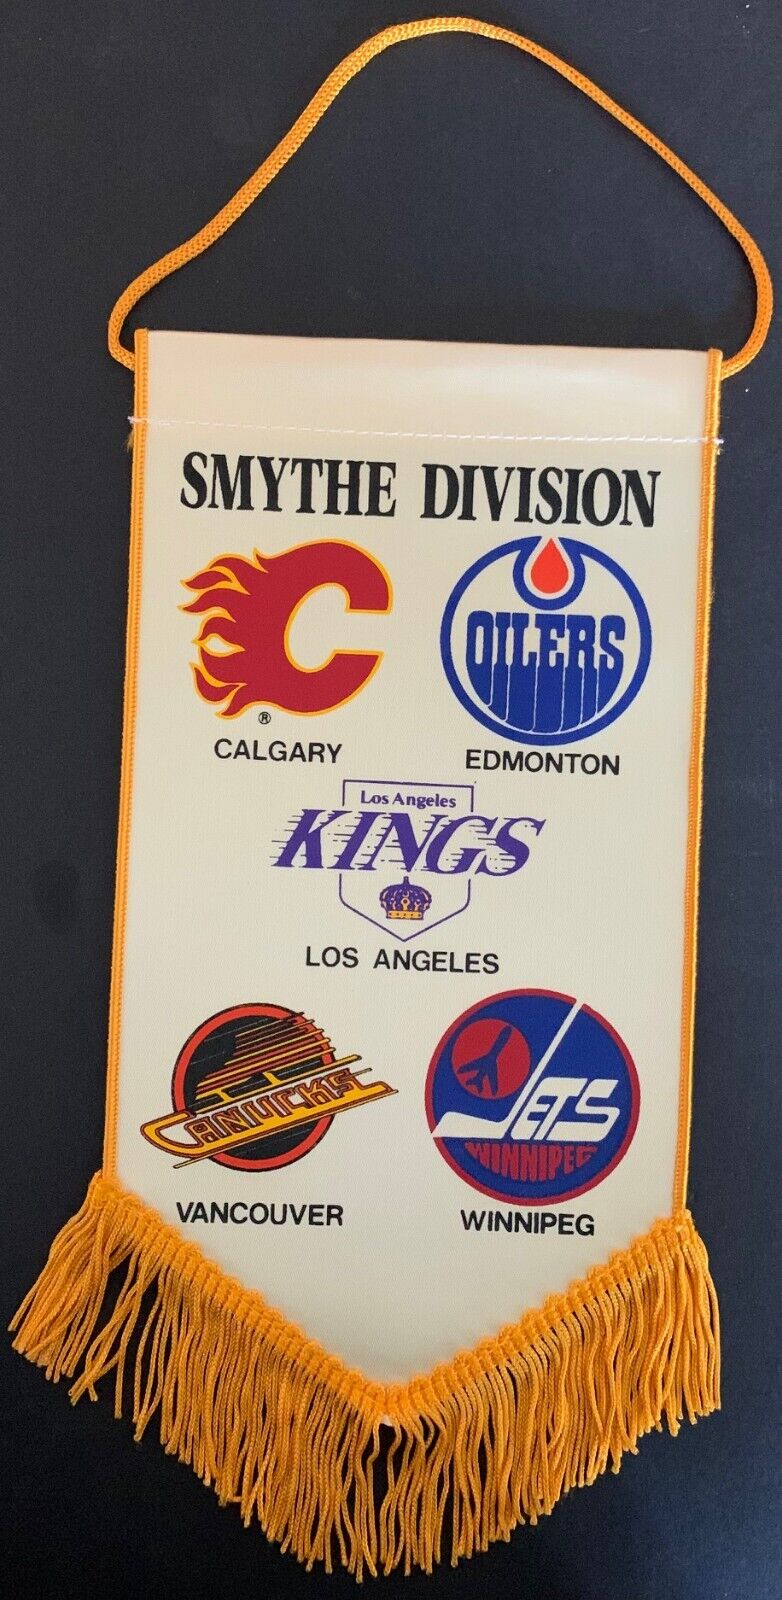 SMYTHE DIVISION
C
OILERS
®
CALGARY
EDMONTON
Los Angeles
KINGS
LOS ANGELES
CANUCKS
JETS
WINNIPEG
VANCOUVER
WINNIPEG